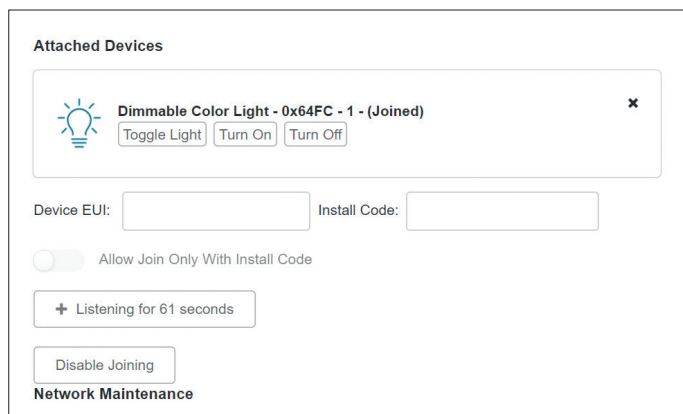 Attached Devices
Dimmable Color Light - 0x64FC - 1 - (Joined)
Toggle Light Turn On Turn Off
Device EUI: Install Code:
Allow Join Only With Install Code
+ Listening for 61 seconds
Disable Joining
Network Maintenance